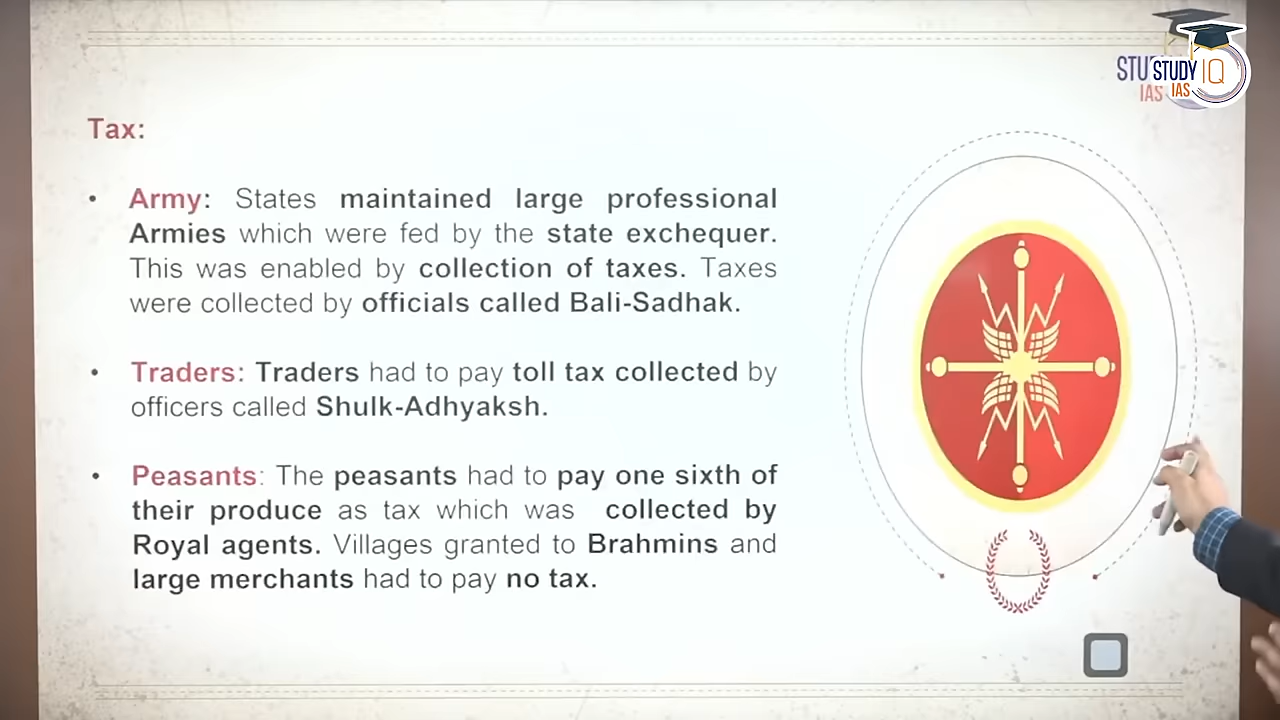 STUDY IQ
IAS
STU
IAS
Tax:
• Army: States maintained large professional
Armies which were fed by the state exchequer.
This was enabled by collection of taxes. Taxes
were collected by officials called Bali-Sadhak.
• Traders: Traders had to pay toll tax collected by
officers called Shulk-Adhyaksh.
• Peasants: The peasants had to pay one sixth of
their produce as tax which was collected by
Royal agents. Villages granted to Brahmins and
large merchants had to pay no tax.